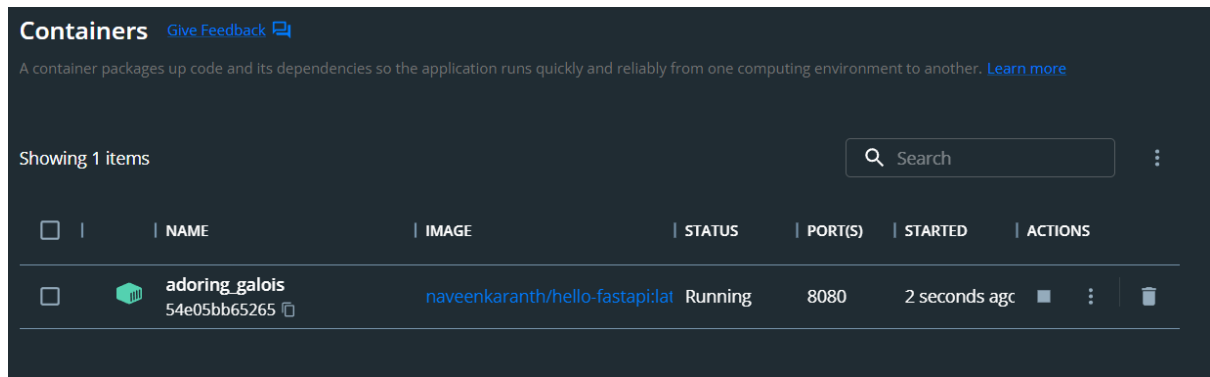 Containers Give Feedback
A container packages up code and its dependencies so the application runs quickly and reliably from one computing environment to another. Learn more
Showing 1 items
Search
NAME IMAGE STATUS PORT(S) STARTED ACTIONS
adoring_galois
54e05bb65265
naveenkaranth/hello-fastapi:lat Running 8080 2 seconds agc